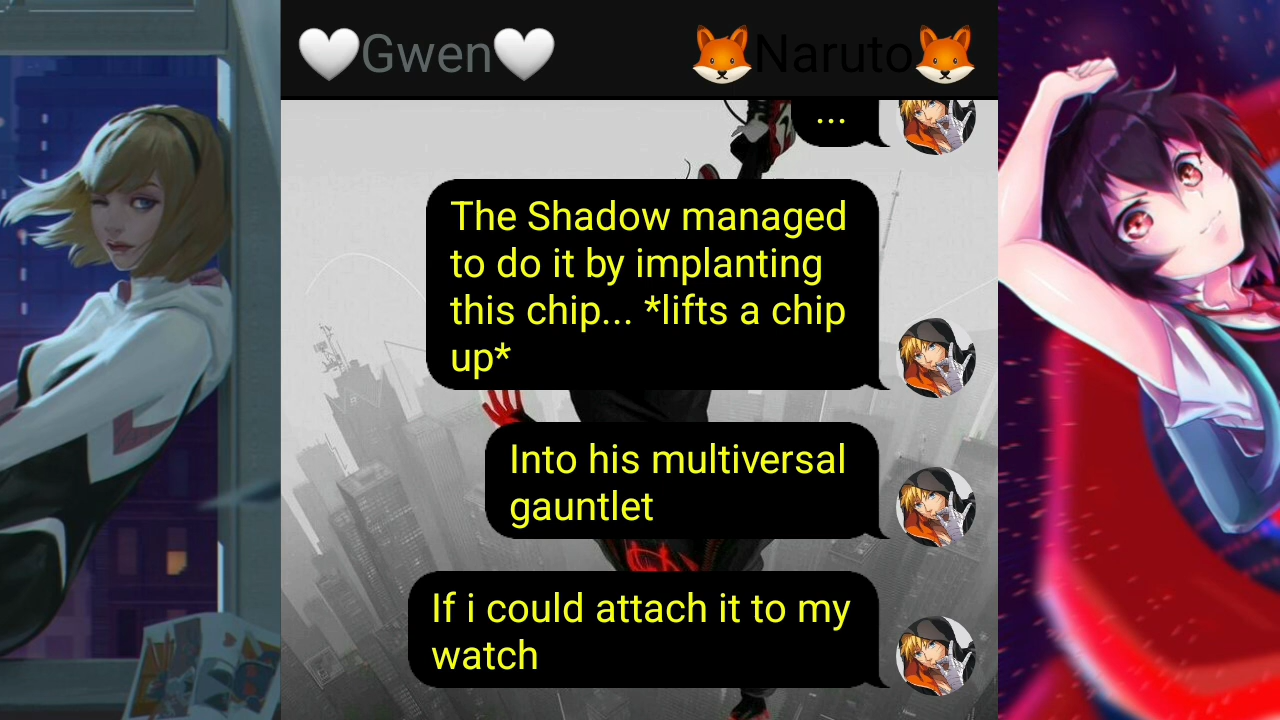 🤍Gwen🤍 🦊Naruto🦊
...
The Shadow managed
to do it by implanting
this chip... *lifts a chip
up*
Into his multiversal
gauntlet
If i could attach it to my
watch